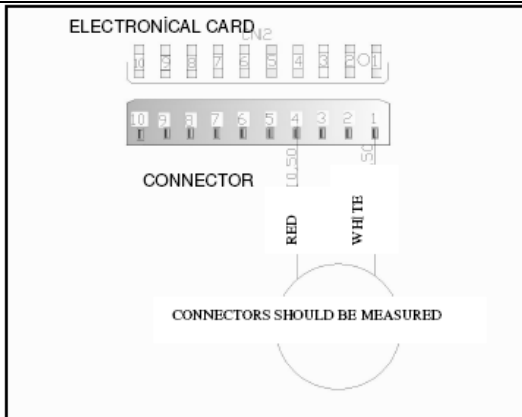 ELECTRONİCAL CARD
CN2
10 9 8 7 6 5 4 3 2 1
10 9 8 7 6 5 4 3 2 1
CONNECTOR
RED
WHITE
CONNECTORS SHOULD BE MEASURED